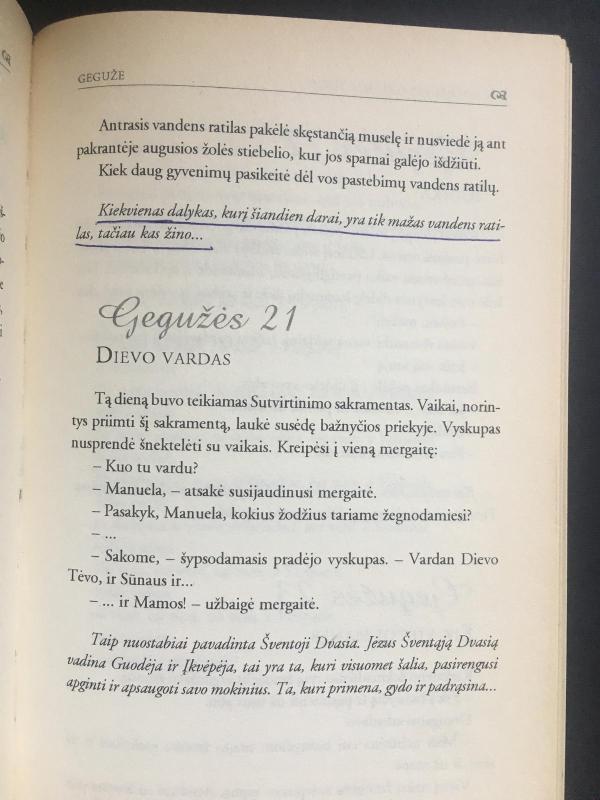 GEGUŽE
Antrasis vandens ratilas pakėlė skęstančią muselę ir nusviedė ją ant
pakrantėje augusios žolės stiebelio, kur jos sparnai galėjo išdžiūti.
Kiek daug gyvenimų pasikeitė dėl vos pastebimų vandens ratilų.
Kiekvienas dalykas, kurį šiandien darai, yra tik mažas vandens rati-
las, tačiau kas žino...
Gegužės 21
DIEVO VARDAS
Tą dieną buvo teikiamas Sutvirtinimo sakramentas. Vaikai, norin-
tys priimti šį sakramentą, laukė susėdę bažnyčios priekyje. Vyskupas
nusprendė šnektelėti su vaikais. Kreipėsi į vieną mergaitę:
– Kuo tu vardu?
– Manuela, – atsakė susijaudinusi mergaitė.
– Pasakyk, Manuela, kokius žodžius tariame žegnodamiesi?
– ...
– Sakome, – šypsodamasis pradėjo vyskupas. – Vardan Dievo
Tėvo, ir Sūnaus ir...
– ... ir Mamos! – užbaigė mergaitė.
Taip nuostabiai pavadinta Šventoji Dvasia. Jėzus Šventąją Dvasią
vadina Guodėja ir Įkvėpėja, tai yra ta, kuri visuomet šalia, pasirengusi
apginti ir apsaugoti savo mokinius. Ta, kuri primena, gydo ir padrąsina...